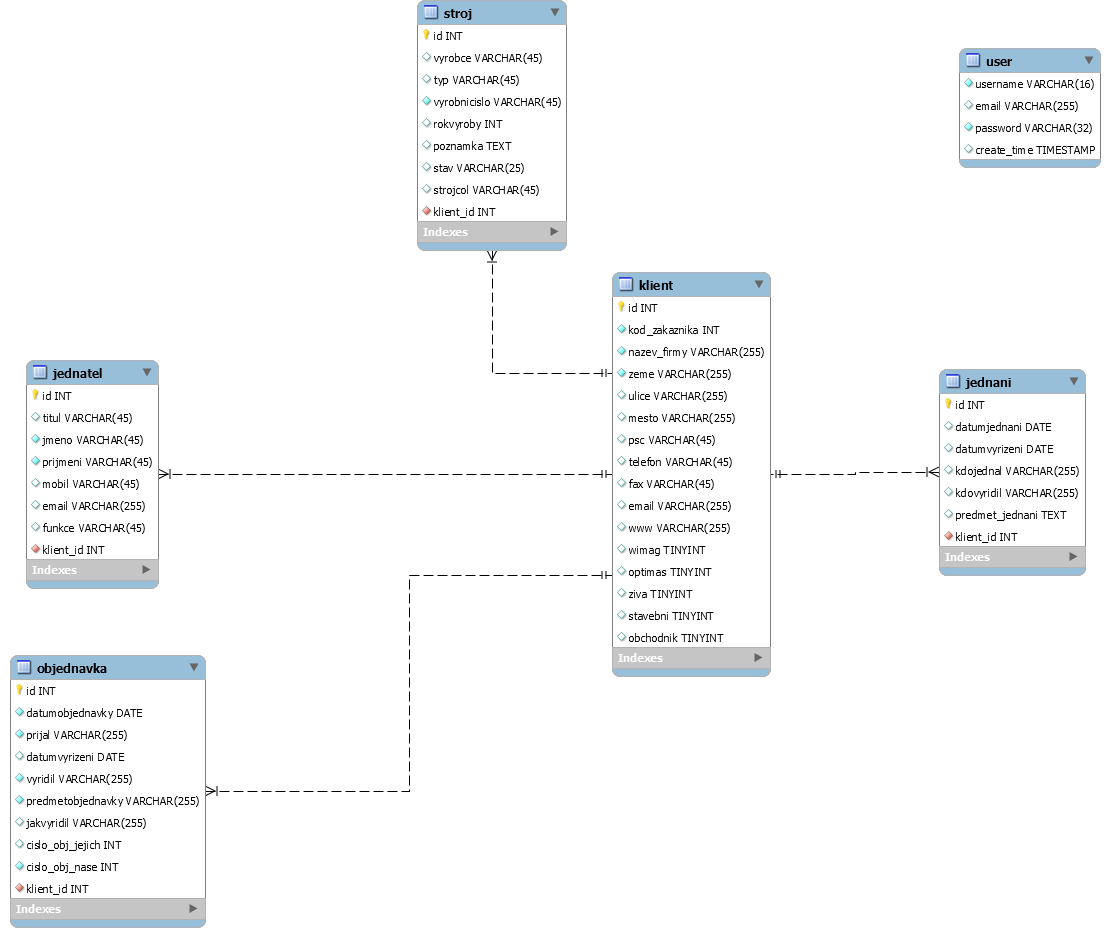 stroj
id INT
vyrobce VARCHAR(45)
typ VARCHAR(45)
vyrobnicislo VARCHAR(45)
rokvyroby INT
poznamka TEXT
stav VARCHAR(25)
strojcol VARCHAR(45)
klient_id INT
Indexes
user
username VARCHAR(16)
email VARCHAR(255)
password VARCHAR(32)
create_time TIMESTAMP
klient
id INT
kod_zakaznika INT
nazev_firmy VARCHAR(255)
zeme VARCHAR(255)
ulice VARCHAR(255)
mesto VARCHAR(255)
psc VARCHAR(45)
telefon VARCHAR(45)
fax VARCHAR(45)
email VARCHAR(255)
www VARCHAR(255)
wimag TINYINT
optimas TINYINT
ziva TINYINT
stavebni TINYINT
obchodnik TINYINT
Indexes
jednatel
id INT
titul VARCHAR(45)
jmeno VARCHAR(45)
prijmeni VARCHAR(45)
mobil VARCHAR(45)
email VARCHAR(255)
funkce VARCHAR(45)
klient_id INT
Indexes
jednani
id INT
datumjednani DATE
datumvyrizeni DATE
kdojednal VARCHAR(255)
kdovyridil VARCHAR(255)
predmet_jednani TEXT
klient_id INT
Indexes
objednavka
id INT
datumobjednavky DATE
prijal VARCHAR(255)
datumvyrizeni DATE
vyridil VARCHAR(255)
predmetobjednavky VARCHAR(255)
jakvyridil VARCHAR(255)
cislo_obj_jejich INT
cislo_obj_nase INT
klient_id INT
Indexes